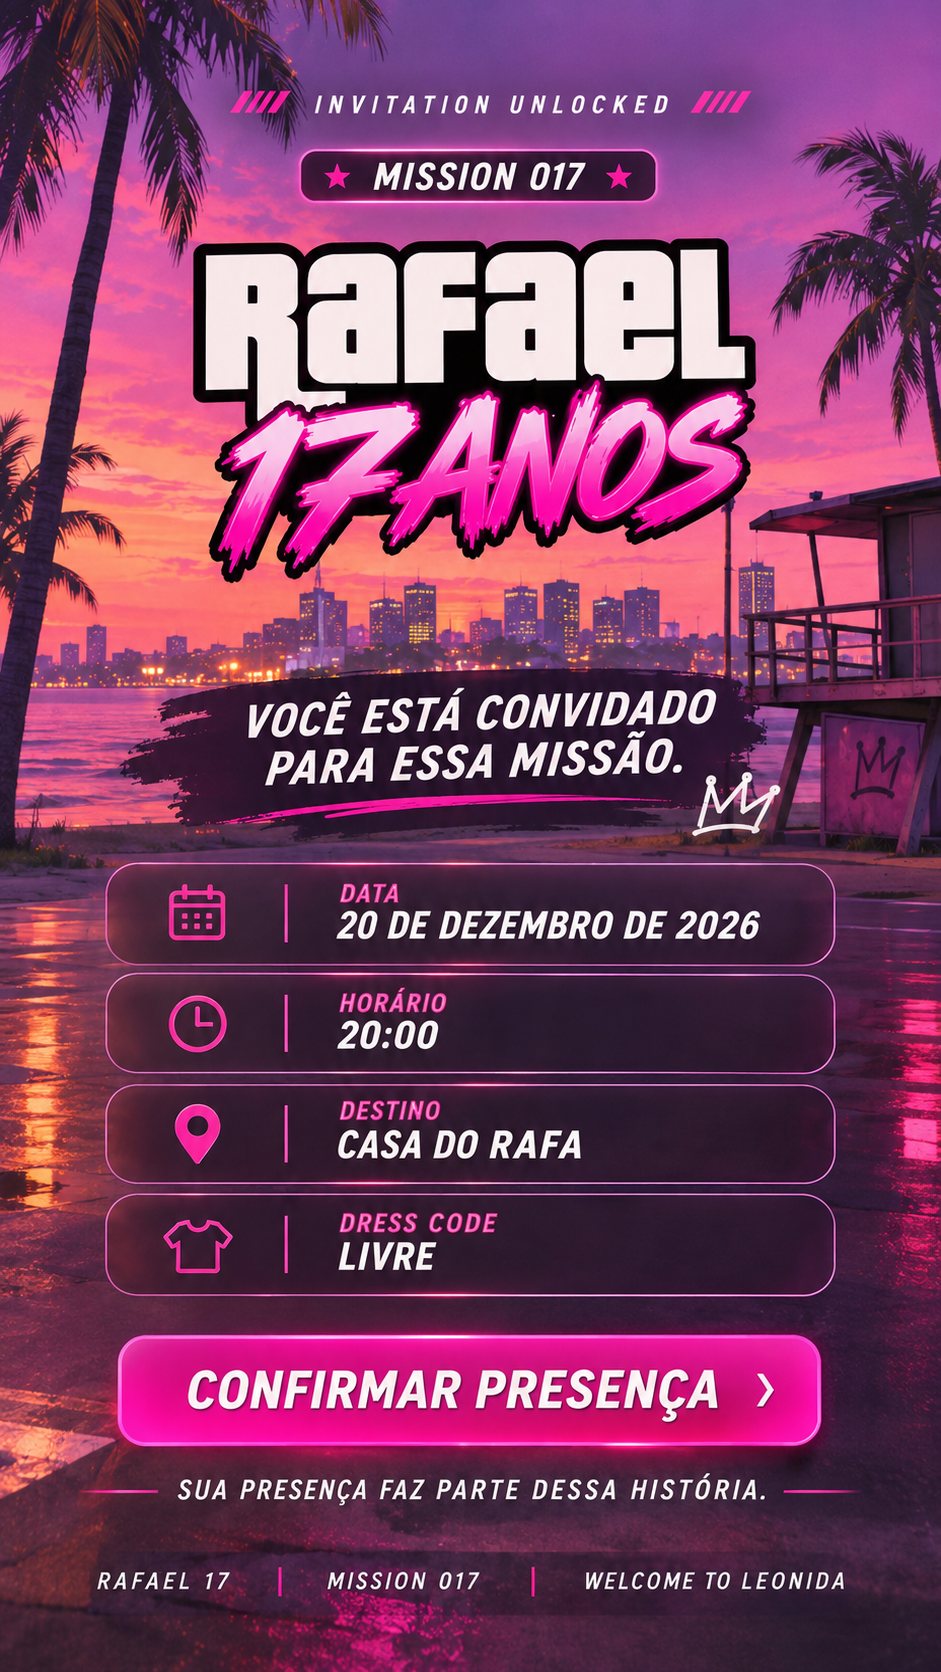 INVITATION UNLOCKED
MISSION 017
Rafael
17 ANOS
VOCÊ ESTÁ CONVIDADO
PARA ESSA MISSÃO.
DATA
20 DE DEZEMBRO DE 2026
HORÁRIO
20:00
DESTINO
CASA DO RAFA
DRESS CODE
LIVRE
CONFIRMAR PRESENÇA
SUA PRESENÇA FAZ PARTE DESSA HISTÓRIA.
RAFAEL 17 | MISSION 017 | WELCOME TO LEONIDA